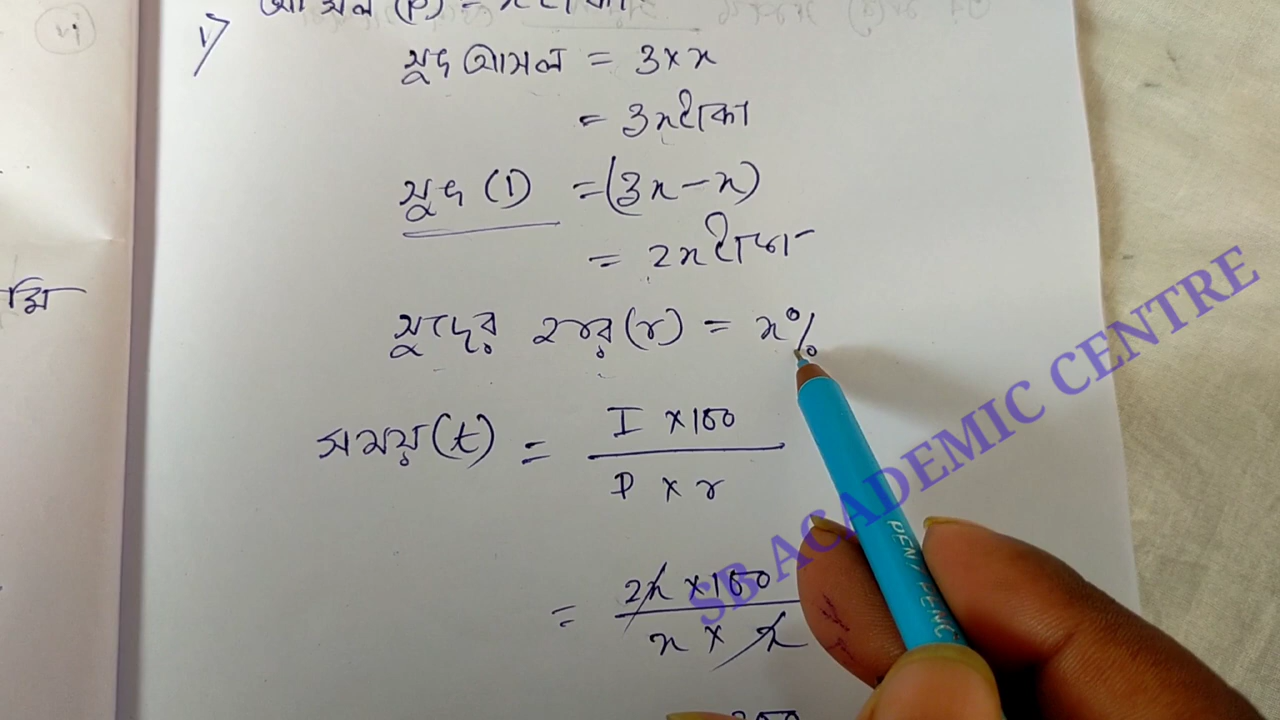 v)
সুদ আসল = 3 × x
= 3x টাকা
সুদ (I) = (3x – x)
= 2x টাকা
সুদের হার (r) = x%
সময় (t) = I × 100
P × r
= 2x × 100
x × x
SB ACADEMIC CENTRE